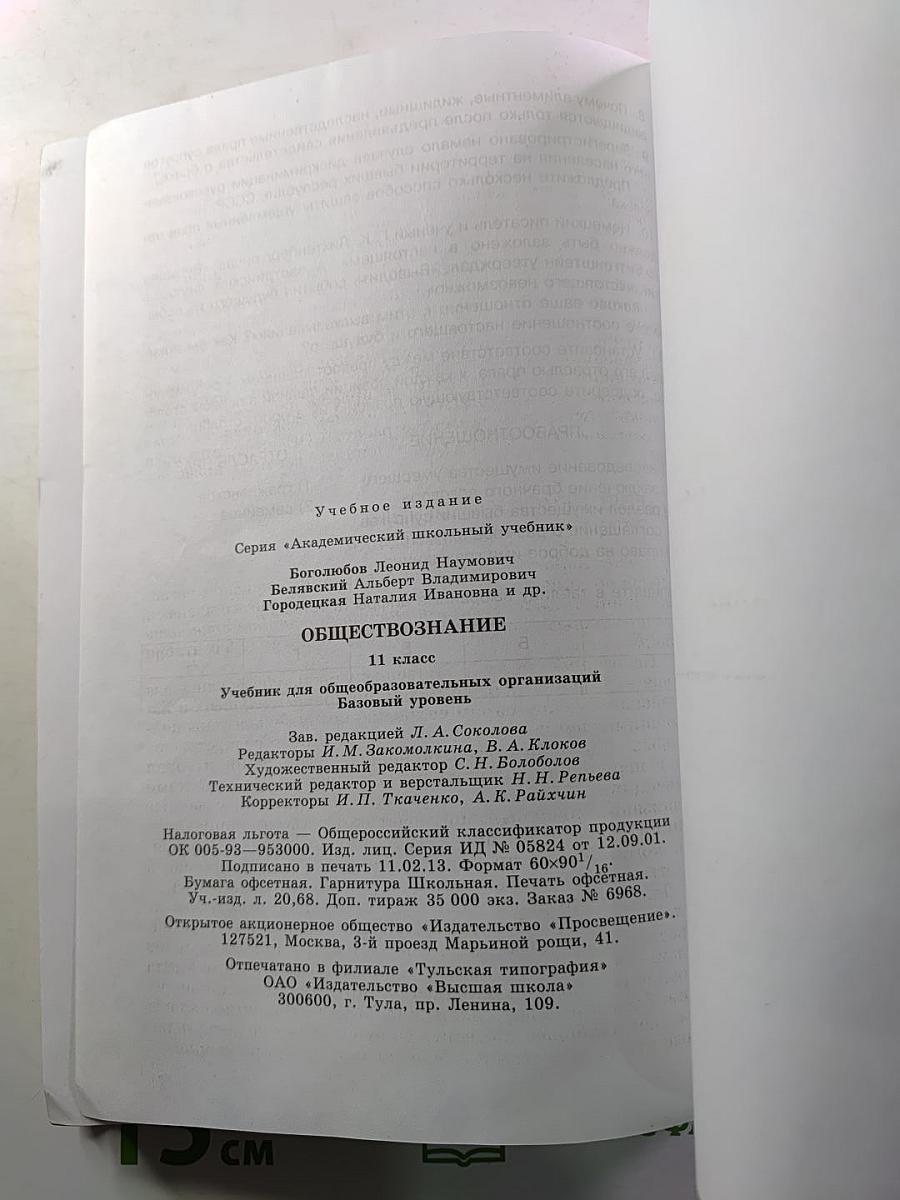 Учебное издание
Серия «Академический школьный учебник»
Боголюбов Леонид Наумович
Белявский Альберт Владимирович
Городецкая Наталия Ивановна и др.
ОБЩЕСТВОЗНАНИЕ
11 класс
Учебник для общеобразовательных организаций
Базовый уровень
Зав. редакцией Л. А. Соколова
Редакторы И. М. Закомолкина, В. А. Клоков
Художественный редактор С. Н. Болоболов
Технический редактор и верстальщик Н. Н. Репьева
Корректоры И. П. Ткаченко, А. К. Райхчин
Налоговая льгота — Общероссийский классификатор продукции
ОК 005-93—953000. Изд. лиц. Серия ИД № 05824 от 12.09.01.
Подписано в печать 11.02.13. Формат 60×90 1/16.
Бумага офсетная. Гарнитура Школьная. Печать офсетная.
Уч.-изд. л. 20,68. Доп. тираж 35 000 экз. Заказ № 6968.
Открытое акционерное общество «Издательство «Просвещение».
127521, Москва, 3-й проезд Марьиной рощи, 41.
Отпечатано в филиале «Тульская типография»
ОАО «Издательство «Высшая школа»
300600, г. Тула, пр. Ленина, 109.
15 см